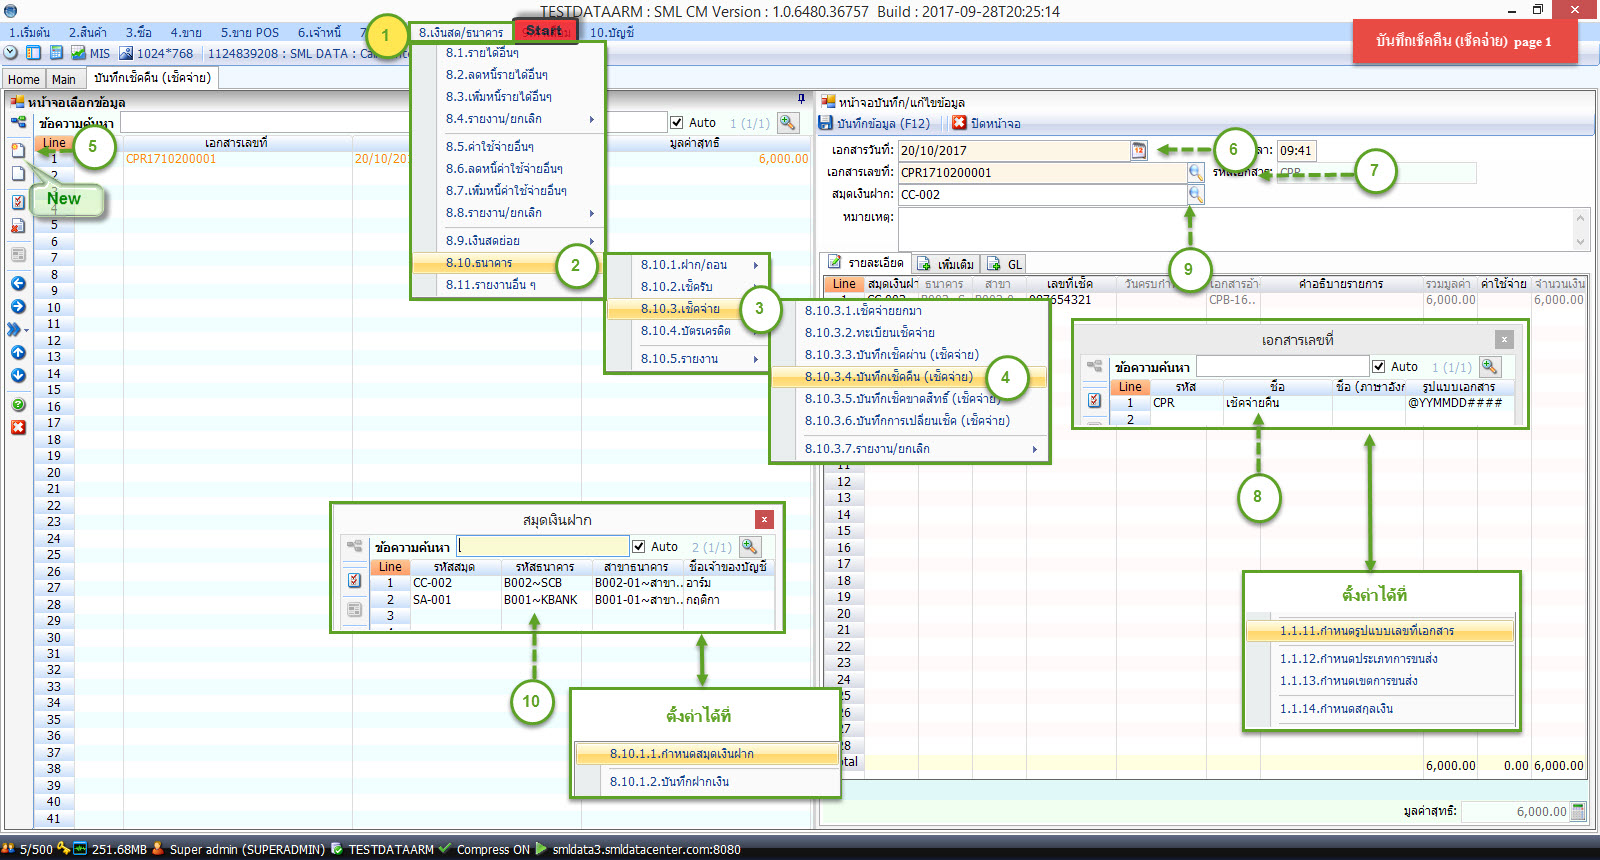 TESTDATAARM : SML CM Version : 1.0.6480.36757 Build : 2017-09-28T20:25:14
1.เริ่มต้น 2.สินค้า 3.ซื้อ 4.ขาย 5.ขาย POS 6.เจ้าหนี้ 7 1 8.เงินสด/ธนาคาร Start 10.บัญชี
บันทึกเช็คคืน (เช็คจ่าย) page 1
MIS 1024*768 1124839208 : SML DATA : Cal
Home Main บันทึกเช็คคืน (เช็คจ่าย)
หน้าจอเลือกข้อมูล
ข้อความค้นหา Auto 1 (1/1)
Line เอกสารเลขที่ มูลค่าสุทธิ
1 CPR1710200001 20/10/20 6,000.00
2
5
New
5
6
7
8
9
10
11
12
13
14
15
16
17
18
19
20
21
22
23
24
25
26
27
28
29
30
31
32
33
34
35
36
37
38
39
40
41
8.1.รายได้อื่นๆ
8.2.ลดหนี้รายได้อื่นๆ
8.3.เพิ่มหนี้รายได้อื่นๆ
8.4.รายงาน/ยกเลิก
8.5.ค่าใช้จ่ายอื่นๆ
8.6.ลดหนี้ค่าใช้จ่ายอื่นๆ
8.7.เพิ่มหนี้ค่าใช้จ่ายอื่นๆ
8.8.รายงาน/ยกเลิก
8.9.เงินสดย่อย
8.10.ธนาคาร 2
8.11.รายงานอื่น ๆ
8.10.1.ฝาก/ถอน
8.10.2.เช็ครับ
8.10.3.เช็คจ่าย 3
8.10.4.บัตรเครดิต
8.10.5.รายงาน
8.10.3.1.เช็คจ่ายยกมา
8.10.3.2.ทะเบียนเช็คจ่าย
8.10.3.3.บันทึกเช็คผ่าน (เช็คจ่าย)
8.10.3.4.บันทึกเช็คคืน (เช็คจ่าย) 4
8.10.3.5.บันทึกเช็คขาดสิทธิ์ (เช็คจ่าย)
8.10.3.6.บันทึกการเปลี่ยนเช็ค (เช็คจ่าย)
8.10.3.7.รายงาน/ยกเลิก
หน้าจอบันทึก/แก้ไขข้อมูล
บันทึกข้อมูล (F12) ปิดหน้าจอ
เอกสารวันที่: 20/10/2017 12 6 ลา: 09:41
เอกสารเลขที่: CPR1710200001 รหัสเอกสาร: CPR 7
สมุดเงินฝาก: CC-002
หมายเหตุ:
9
รายละเอียด เพิ่มเติม GL
Line สมุดเงินฝา ธนาคาร สาขา เลขที่เช็ค วันครบกำ เอกสารอ้า คำอธิบายรายการ รวมมูลค่า ค่าใช้จ่าย จำนวนเงิน
987654321 CPB-16.. 6,000.00 6,000.00
เอกสารเลขที่
ข้อความค้นหา Auto 1 (1/1)
Line รหัส ชื่อ ชื่อ (ภาษาอังก รูปแบบเอกสาร
1 CPR เช็คจ่ายคืน @YYMMDD####
2
8
11
12
13
14
15
16
17
18
19
20
21
22
23
24
25
26
27
28
ตั้งค่าได้ที่
1.1.11.กำหนดรูปแบบเลขที่เอกสาร
1.1.12.กำหนดประเภทการขนส่ง
1.1.13.กำหนดเขตการขนส่ง
1.1.14.กำหนดสกุลเงิน
otal 6,000.00 0.00 6,000.00
มูลค่าสุทธิ: 6,000.00
สมุดเงินฝาก
ข้อความค้นหา Auto 2 (1/1)
Line รหัสสมุด รหัสธนาคาร สาขาธนาคาร ชื่อเจ้าของบัญชี
1 CC-002 B002~SCB B002-01~สาขา.. อาร์ม
2 SA-001 B001~KBANK B001-01~สาขา.. กฤติกา
3
10
ตั้งค่าได้ที่
8.10.1.1.กำหนดสมุดเงินฝาก
8.10.1.2.บันทึกฝากเงิน
5/500 251.68MB Super admin (SUPERADMIN) TESTDATAARM Compress ON smldata3.smldatacenter.com:8080